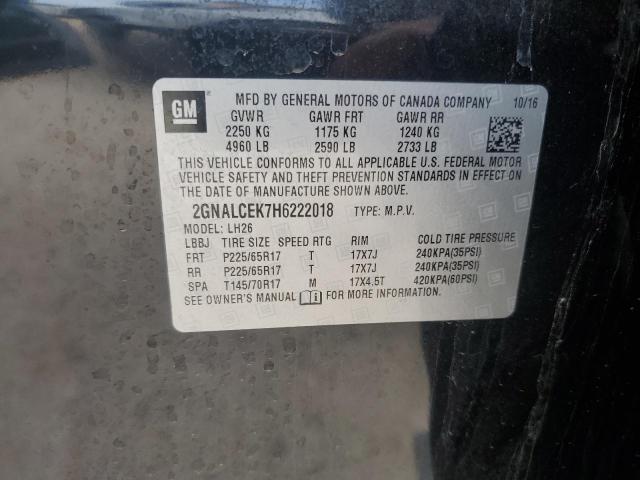 GM
MFD BY GENERAL MOTORS OF CANADA COMPANY 10/16
GVWR GAWR FRT GAWR RR
2250 KG 1175 KG 1240 KG
4960 LB 2590 LB 2733 LB
THIS VEHICLE CONFORMS TO ALL APPLICABLE U.S. FEDERAL MOTOR
VEHICLE SAFETY AND THEFT PREVENTION STANDARDS IN EFFECT ON
THE DATE OF MANUFACTURE SHOWN ABOVE.
2GNALCEK7H6222018 TYPE: M.P.V.
MODEL: LH26
LBBJ TIRE SIZE SPEED RTG RIM COLD TIRE PRESSURE
FRT P225/65R17 T 17X7J 240KPA(35PSI)
RR P225/65R17 T 17X7J 240KPA(35PSI)
SPA T145/70R17 M 17X4.5T 420KPA(60PSI)
SEE OWNER'S MANUAL FOR MORE INFORMATION.